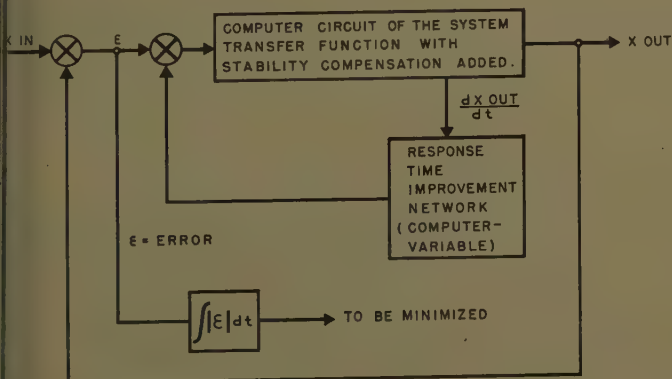 X IN
ε
COMPUTER CIRCUIT OF THE SYSTEM
TRANSFER FUNCTION WITH
STABILITY COMPENSATION ADDED.
X OUT
dX OUT
dt
RESPONSE
TIME
IMPROVEMENT
NETWORK
(COMPUTER-
VARIABLE)
ε = ERROR
∫|ε|dt
TO BE MINIMIZED